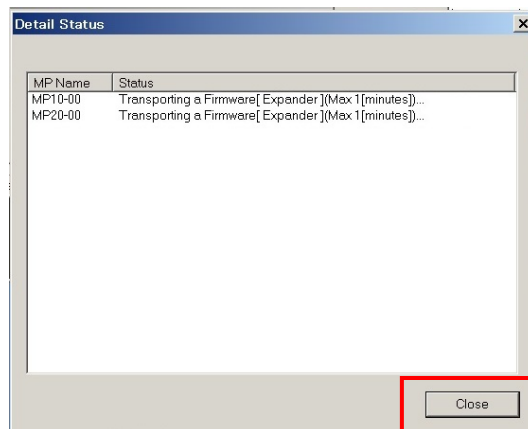 Detail Status
MP Name Status
MP10-00 Transporting a Firmware[ Expander ](Max 1[minutes])...
MP20-00 Transporting a Firmware[ Expander ](Max 1[minutes])...
Close